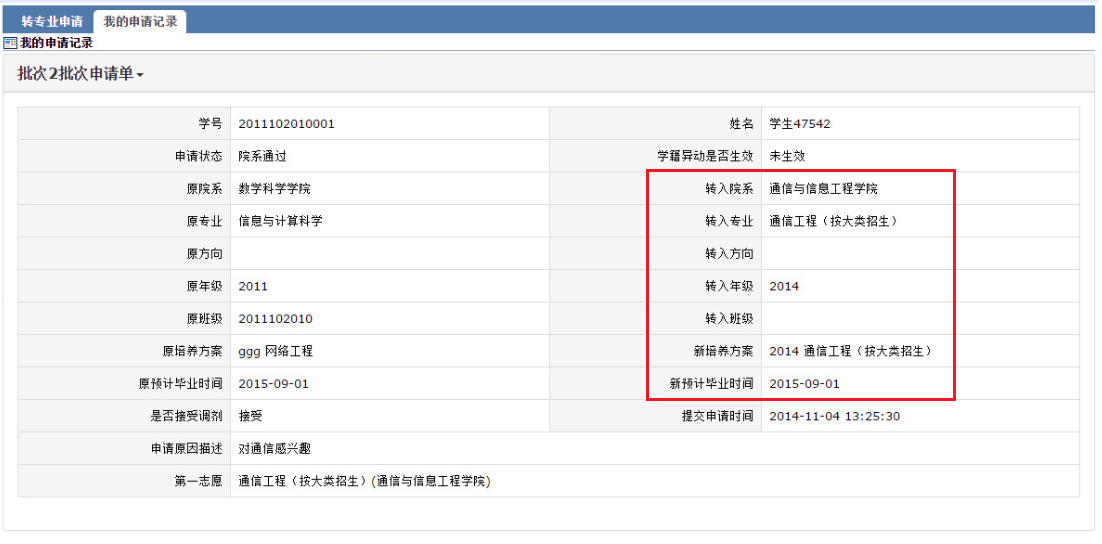 转专业申请 我的申请记录
我的申请记录
批次2批次申请单
学号 2011102010001 姓名 学生47542
申请状态 院系通过 学籍异动是否生效 未生效
原院系 数学科学学院 转入院系 通信与信息工程学院
原专业 信息与计算科学 转入专业 通信工程（按大类招生）
原方向 转入方向
原年级 2011 转入年级 2014
原班级 2011102010 转入班级
原培养方案 ggg 网络工程 新培养方案 2014 通信工程（按大类招生）
原预计毕业时间 2015-09-01 新预计毕业时间 2015-09-01
是否接受调剂 接受 提交申请时间 2014-11-04 13:25:30
申请原因描述 对通信感兴趣
第一志愿 通信工程（按大类招生）(通信与信息工程学院)